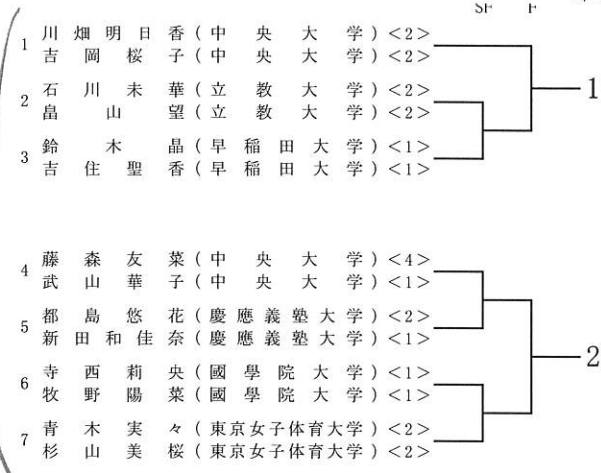 SF F
1 川畑明日香(中央大学)<2>
吉岡桜子(中央大学)<2>
2 石川未華(立教大学)<2>
畠山望(立教大学)<2>
3 鈴木晶(早稲田大学)<1>
吉住聖香(早稲田大学)<1>
1
4 藤森友菜(中央大学)<4>
武山華子(中央大学)<1>
5 都島悠花(慶應義塾大学)<2>
新田和佳奈(慶應義塾大学)<1>
6 寺西莉央(國學院大学)<1>
牧野陽菜(國學院大学)<1>
7 青木実々(東京女子体育大学)<2>
杉山美桜(東京女子体育大学)<2>
2